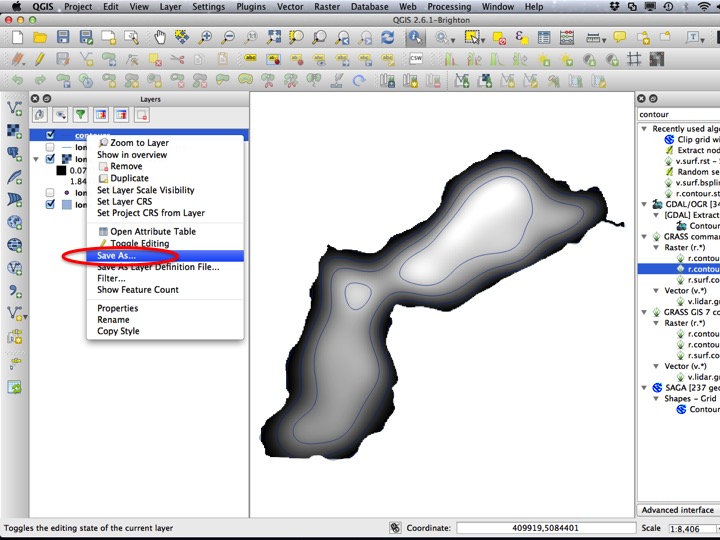 QGIS Project Edit View Layer Settings Plugins Vector Raster Database Web Processing Window Help
QGIS 2.6.1-Brighton
CSW
T
Layers
Zoom to Layer
Show in overview
Remove
Duplicate
Set Layer Scale Visibility
Set Layer CRS
Set Project CRS from Layer
Open Attribute Table
Toggle Editing
Save As...
Save As Layer Definition File...
Filter...
Show Feature Count
Properties
Rename
Copy Style
contour
lon
lon
0.07
1.84
lon
lon
Processing
contour
Recently used algo
Clip grid wi
Extract nod
v.surf.rst - v
Random se
v.surf.bspli
r.contour.st
GDAL/OGR [34
[GDAL] Extract
Contour
GRASS comma
Raster (r.*)
r.contou
r.contou
r.surf.co
Vector (v.*)
v.lidar.gr
GRASS GIS 7 co
Raster (r.*)
r.contou
r.contou
r.surf.co
Vector (v.*)
v.lidar.gr
SAGA [237 geo
Shapes - Grid
Contou
Advanced interface
Toggles the editing state of the current layer
Coordinate: 409919,5084401 Scale 1:8,406